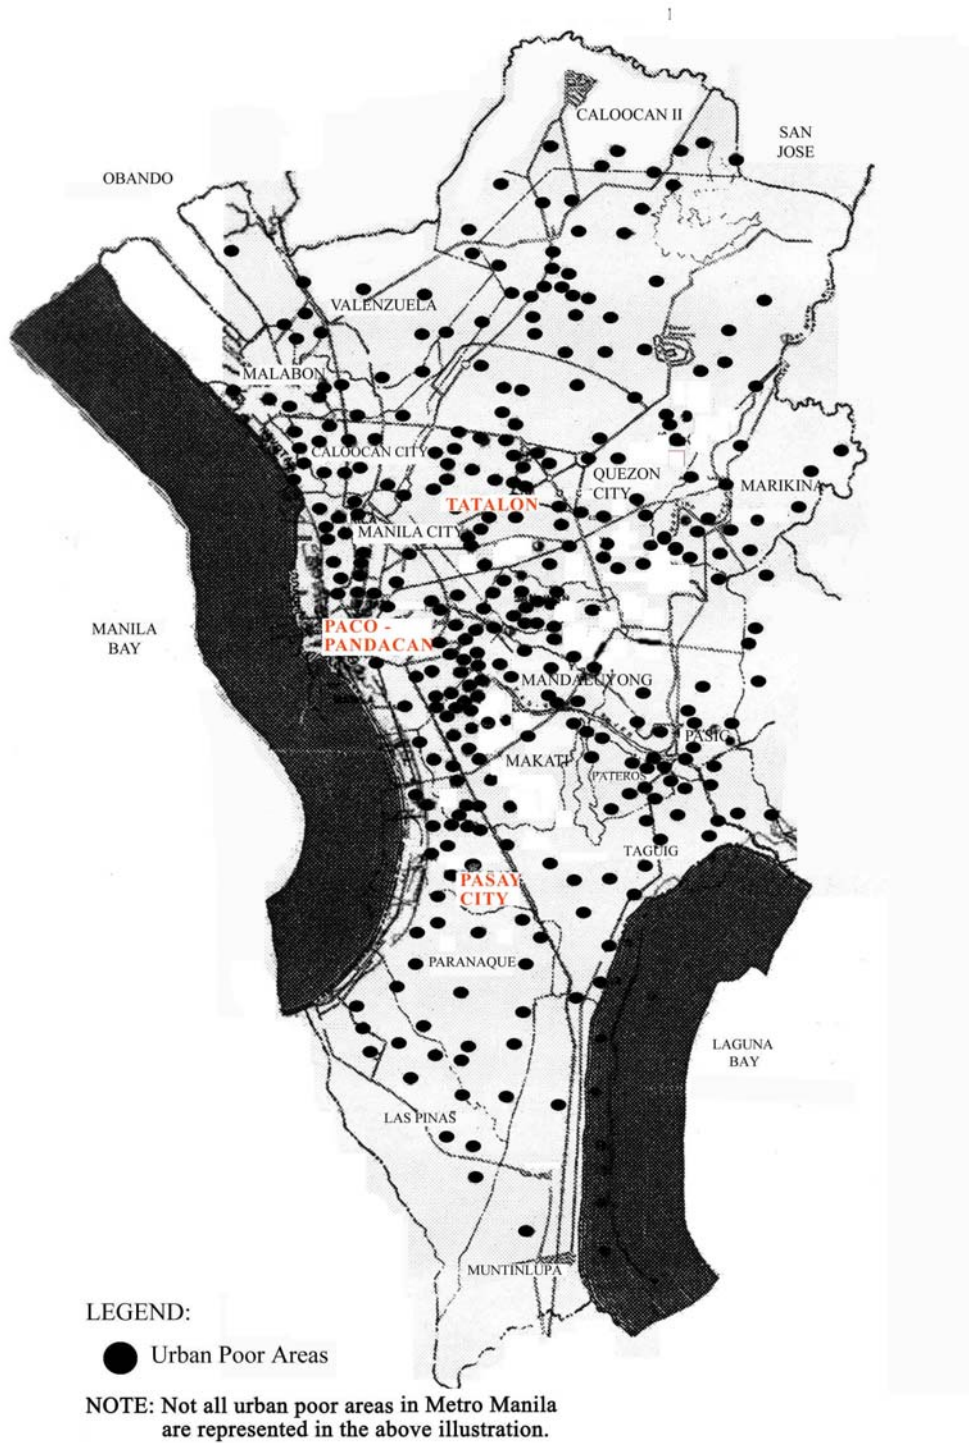 CALOOCAN II
SAN
JOSE
OBANDO
VALENZUELA
MALABON
CALOOCAN CITY
QUEZON
CITY
MARIKINA
TATALON
MANILA CITY
MANILA
BAY
PACO -
PANDACAN
MANDALUYONG
PASIG
MAKATI
PATEROS
TAGUIG
PASAY
CITY
PARANAQUE
LAGUNA
BAY
LAS PINAS
MUNTINLUPA
LEGEND:
Urban Poor Areas
NOTE: Not all urban poor areas in Metro Manila
are represented in the above illustration.